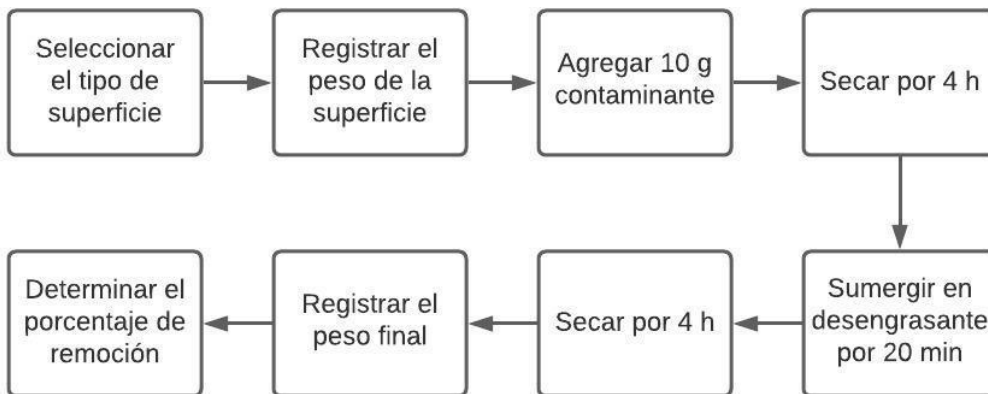 Seleccionar
el tipo de
superficie
Registrar el
peso de la
superficie
Agregar 10 g
contaminante
Secar por 4 h
Sumergir en
desengrasante
por 20 min
Secar por 4 h
Registrar el
peso final
Determinar el
porcentaje de
remoción